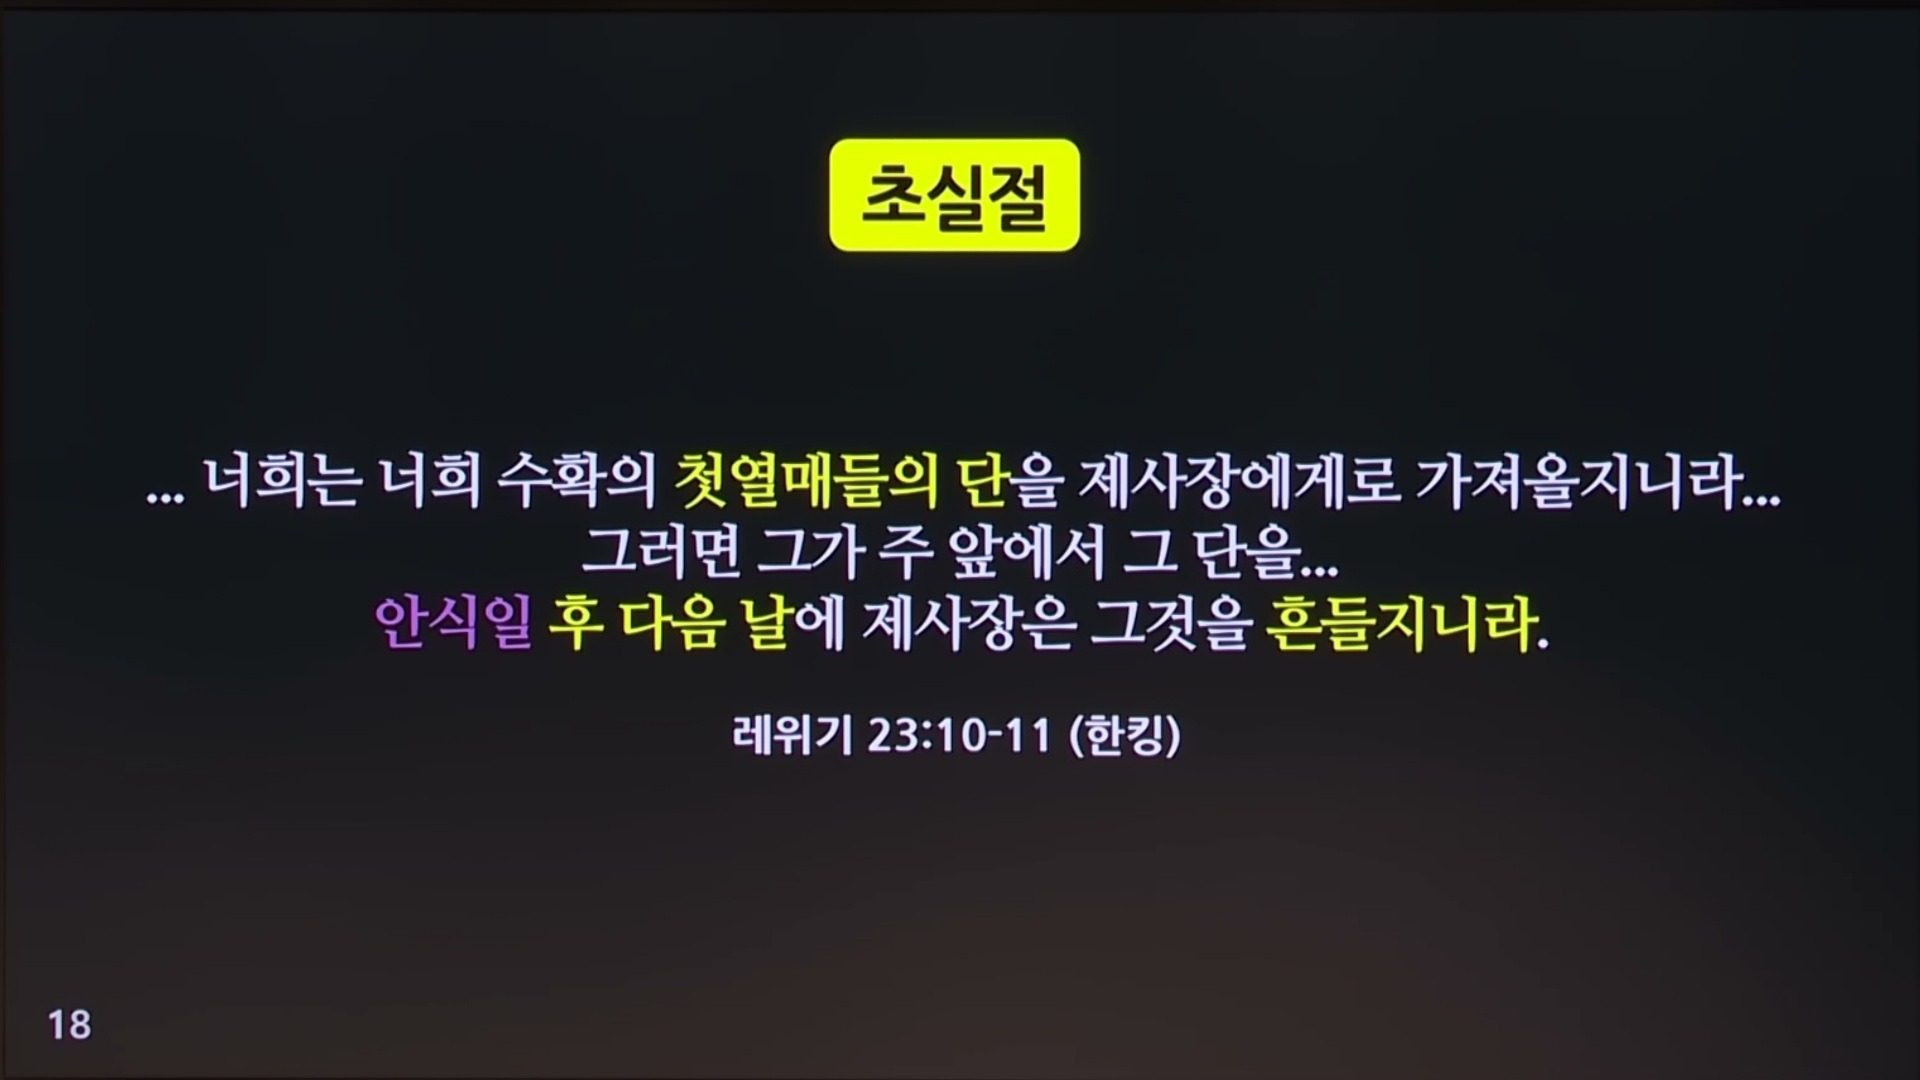 초실절
... 너희는 너희 수확의 첫열매들의 단을 제사장에게로 가져올지니라...
그러면 그가 주 앞에서 그 단을...
안식일 후 다음 날에 제사장은 그것을 흔들지니라.
레위기 23:10-11 (한킹)
18